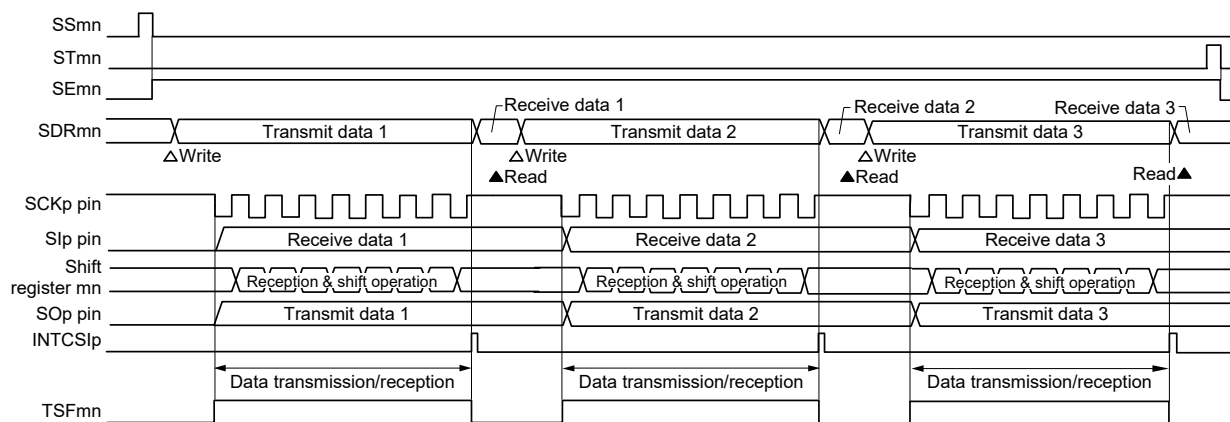 SSmn
STmn
SEmn
Receive data 1 Receive data 2 Receive data 3
SDRmn Transmit data 1 Transmit data 2 Transmit data 3
△Write △Write △Write
▲Read ▲Read Read▲
SCKp pin
SIp pin Receive data 1 Receive data 2 Receive data 3
Shift
register mn Reception & shift operation Reception & shift operation Reception & shift operation
SOp pin Transmit data 1 Transmit data 2 Transmit data 3
INTCSIp
Data transmission/reception Data transmission/reception Data transmission/reception
TSFmn